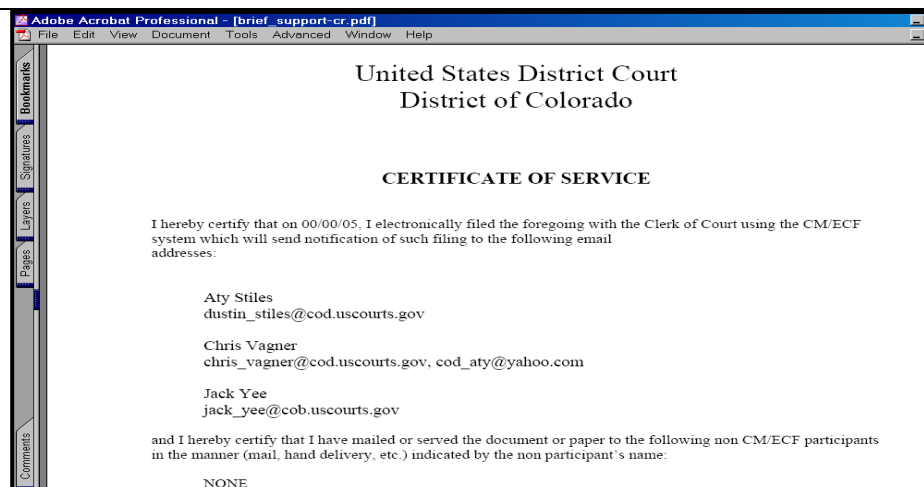 Adobe Acrobat Professional - [brief_support-cr.pdf]
File Edit View Document Tools Advanced Window Help
Bookmarks
Signatures
Layers
Pages
Comments
United States District Court
District of Colorado
CERTIFICATE OF SERVICE
I hereby certify that on 00/00/05, I electronically filed the foregoing with the Clerk of Court using the CM/ECF
system which will send notification of such filing to the following email
addresses:
Aty Stiles
dustin_stiles@cod.uscourts.gov
Chris Vagner
chris_vagner@cod.uscourts.gov, cod_aty@yahoo.com
Jack Yee
jack_yee@cob.uscourts.gov
and I hereby certify that I have mailed or served the document or paper to the following non CM/ECF participants
in the manner (mail, hand delivery, etc.) indicated by the non participant's name:
NONE